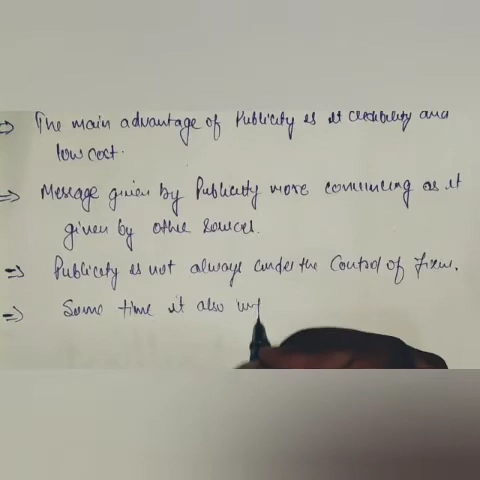 ⇒ The main advantage of Publicity is it credibility and
low cost.
⇒ Message given by Publicity more convincing as it
given by other sources.
⇒ Publicity is not always under the Control of firm.
⇒ Some time it also